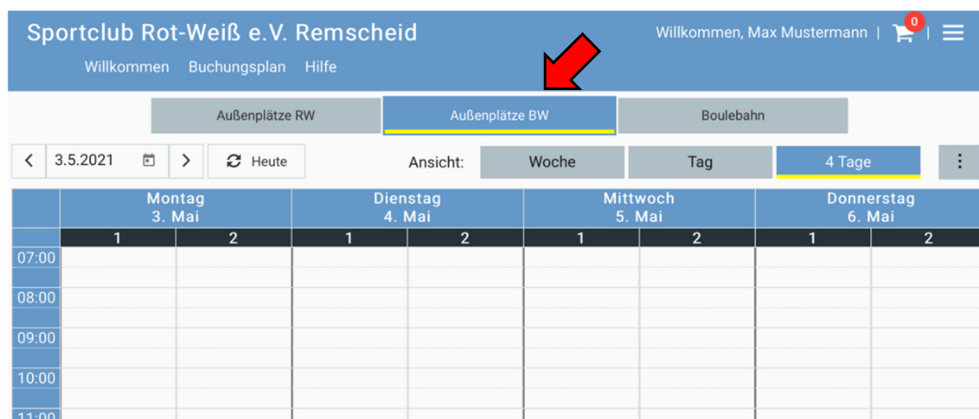 Sportclub Rot-Weiß e.V. Remscheid
Willkommen, Max Mustermann | 0 |
Willkommen Buchungsplan Hilfe
Außenplätze RW Außenplätze BW Boulebahn
3.5.2021 Heute Ansicht: Woche Tag 4 Tage
Montag Dienstag Mittwoch Donnerstag
3. Mai 4. Mai 5. Mai 6. Mai
1 2 1 2 1 2 1 2
07:00
08:00
09:00
10:00
11:00